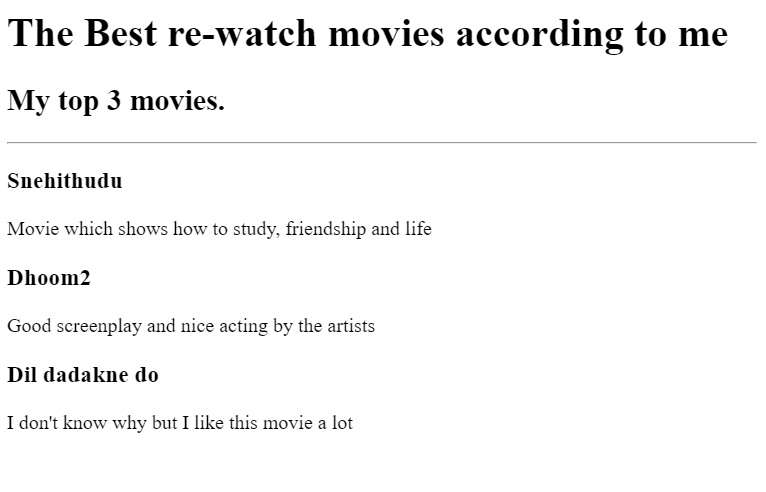 The Best re-watch movies according to me
My top 3 movies.
Snehithudu
Movie which shows how to study, friendship and life
Dhoom2
Good screenplay and nice acting by the artists
Dil dadakne do
I don't know why but I like this movie a lot